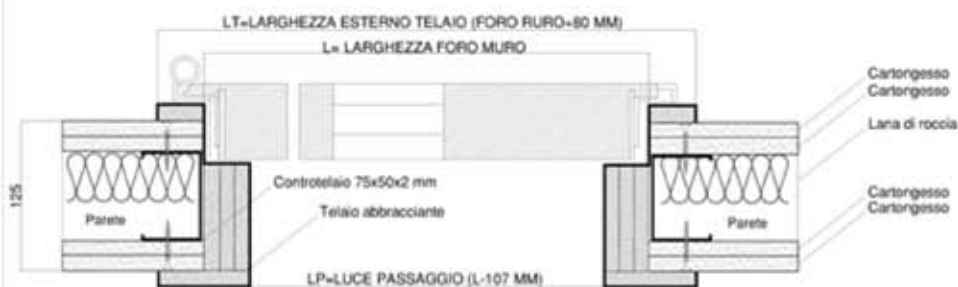 LT=LARGHEZZA ESTERNO TELAIO (FORO RURO+80 MM)
L= LARGHEZZA FORO MURO
Cartongesso
Cartongesso
Lana di roccia
125
Controtelaio 75x50x2 mm
Cartongesso
Cartongesso
Telaio abbracciante
Parete
Parete
LP=LUCE PASSAGGIO (L-107 MM)